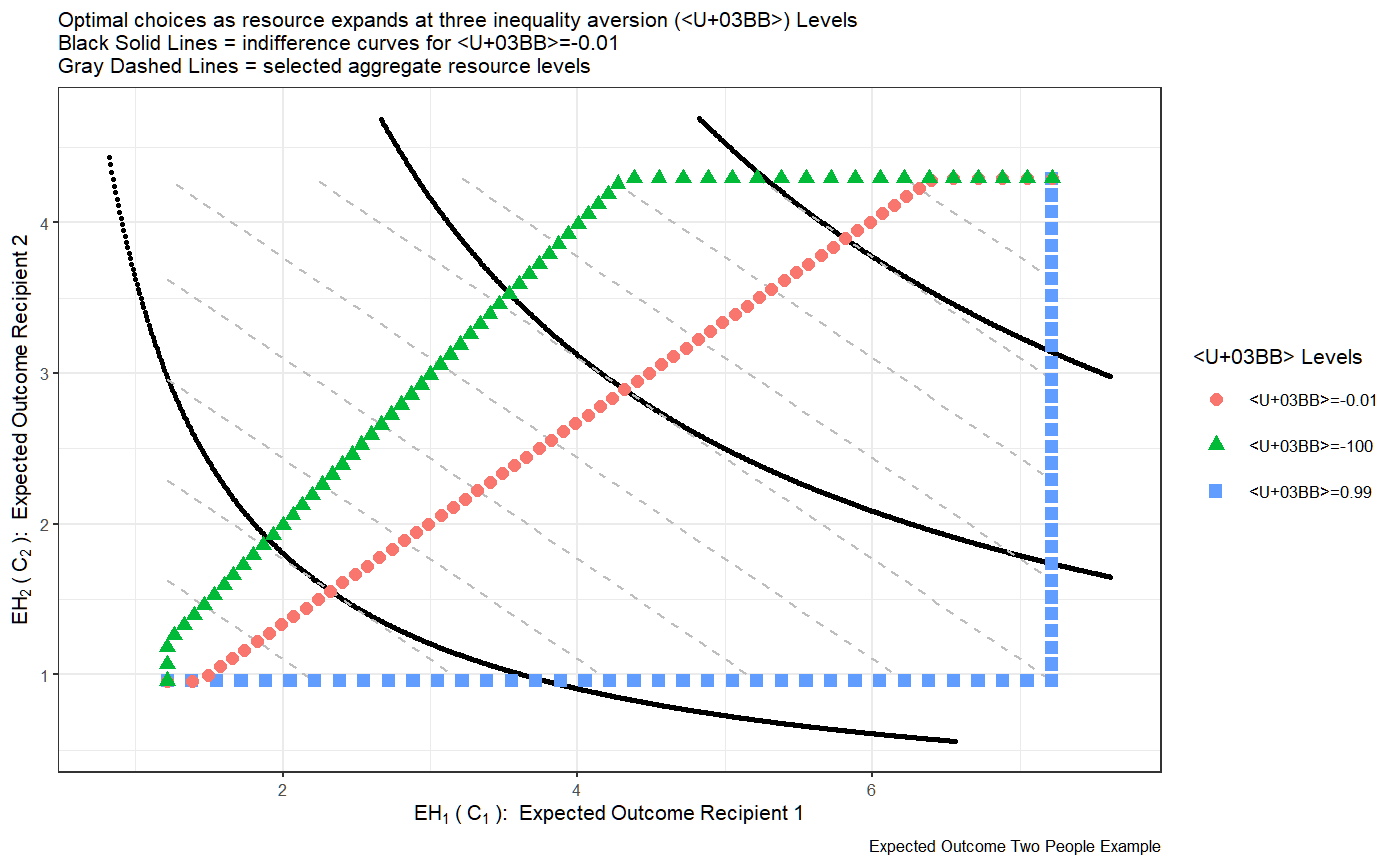 Optimal choices as resource expands at three inequality aversion (<U+03BB>) Levels
Black Solid Lines = indifference curves for <U+03BB>=-0.01
Gray Dashed Lines = selected aggregate resource levels
EH2 ( C2 ): Expected Outcome Recipient 2
4
3
2
1
2
4
6
EH1 ( C1 ): Expected Outcome Recipient 1
<U+03BB> Levels
<U+03BB>=-0.01
<U+03BB>=-100
<U+03BB>=0.99
Expected Outcome Two People Example